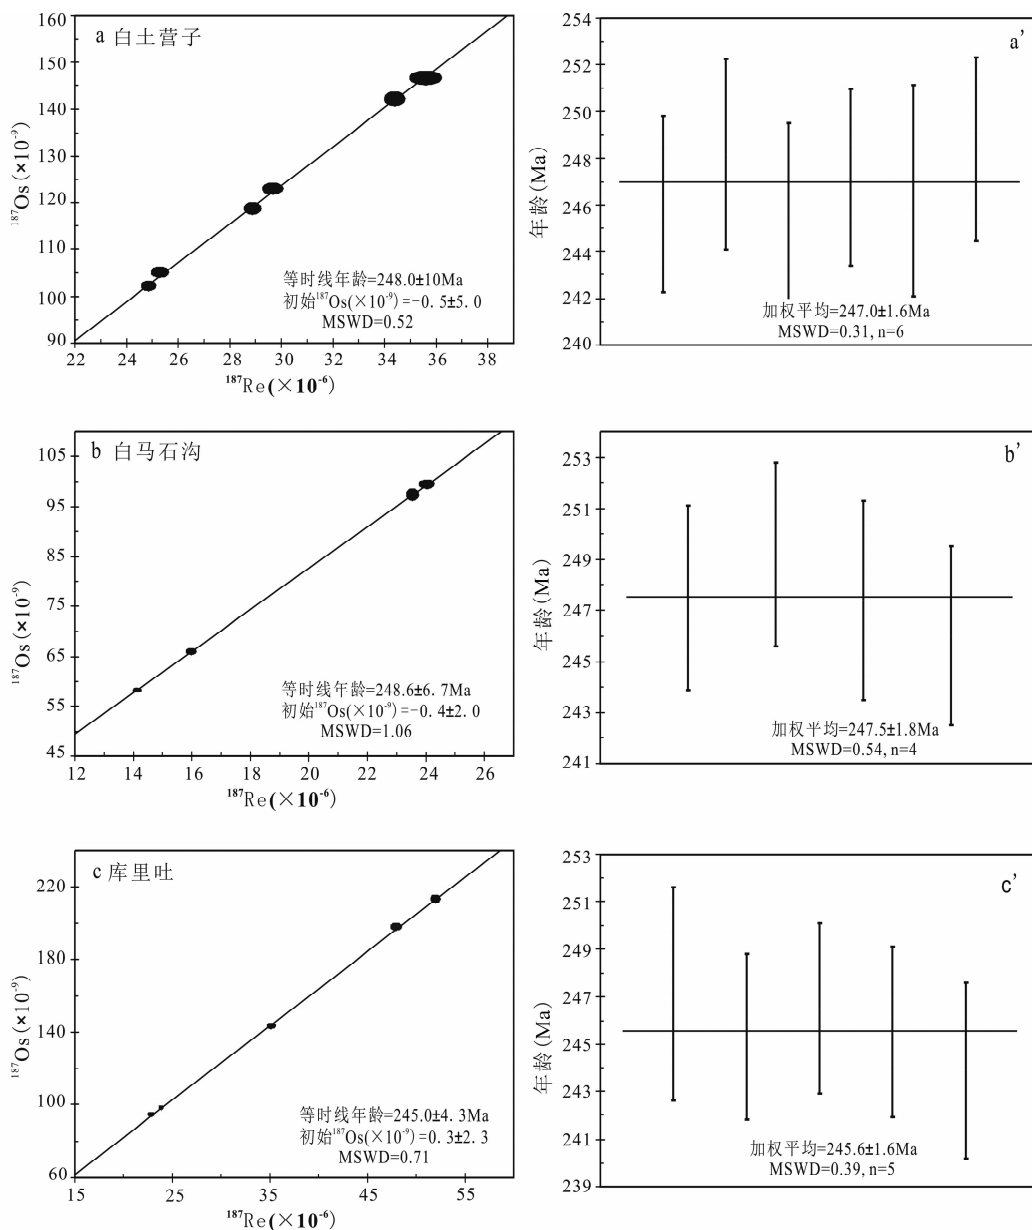 a 白土营子
160
150
140
130
120
110
100
90
¹⁸⁷Os(×10⁻⁹)
等时线年龄=248.0±10Ma
初始¹⁸⁷Os(×10⁻⁹)=-0.5±5.0
MSWD=0.52
22 24 26 28 30 32 34 36 38
¹⁸⁷Re(×10⁻⁶)
a'
254
252
250
248
246
244
242
240
年龄(Ma)
加权平均=247.0±1.6Ma
MSWD=0.31, n=6
b 白马石沟
105
95
85
75
65
55
45
¹⁸⁷Os(×10⁻⁹)
等时线年龄=248.6±6.7Ma
初始¹⁸⁷Os(×10⁻⁹)=-0.4±2.0
MSWD=1.06
12 14 16 18 20 22 24 26
¹⁸⁷Re(×10⁻⁶)
b'
253
251
249
247
245
243
241
年龄(Ma)
加权平均=247.5±1.8Ma
MSWD=0.54, n=4
c 库里吐
220
180
140
100
60
¹⁸⁷Os(×10⁻⁹)
等时线年龄=245.0±4.3Ma
初始¹⁸⁷Os(×10⁻⁹)=0.3±2.3
MSWD=0.71
15 25 35 45 55
¹⁸⁷Re(×10⁻⁶)
c'
253
251
249
247
245
243
241
239
年龄(Ma)
加权平均=245.6±1.6Ma
MSWD=0.39, n=5